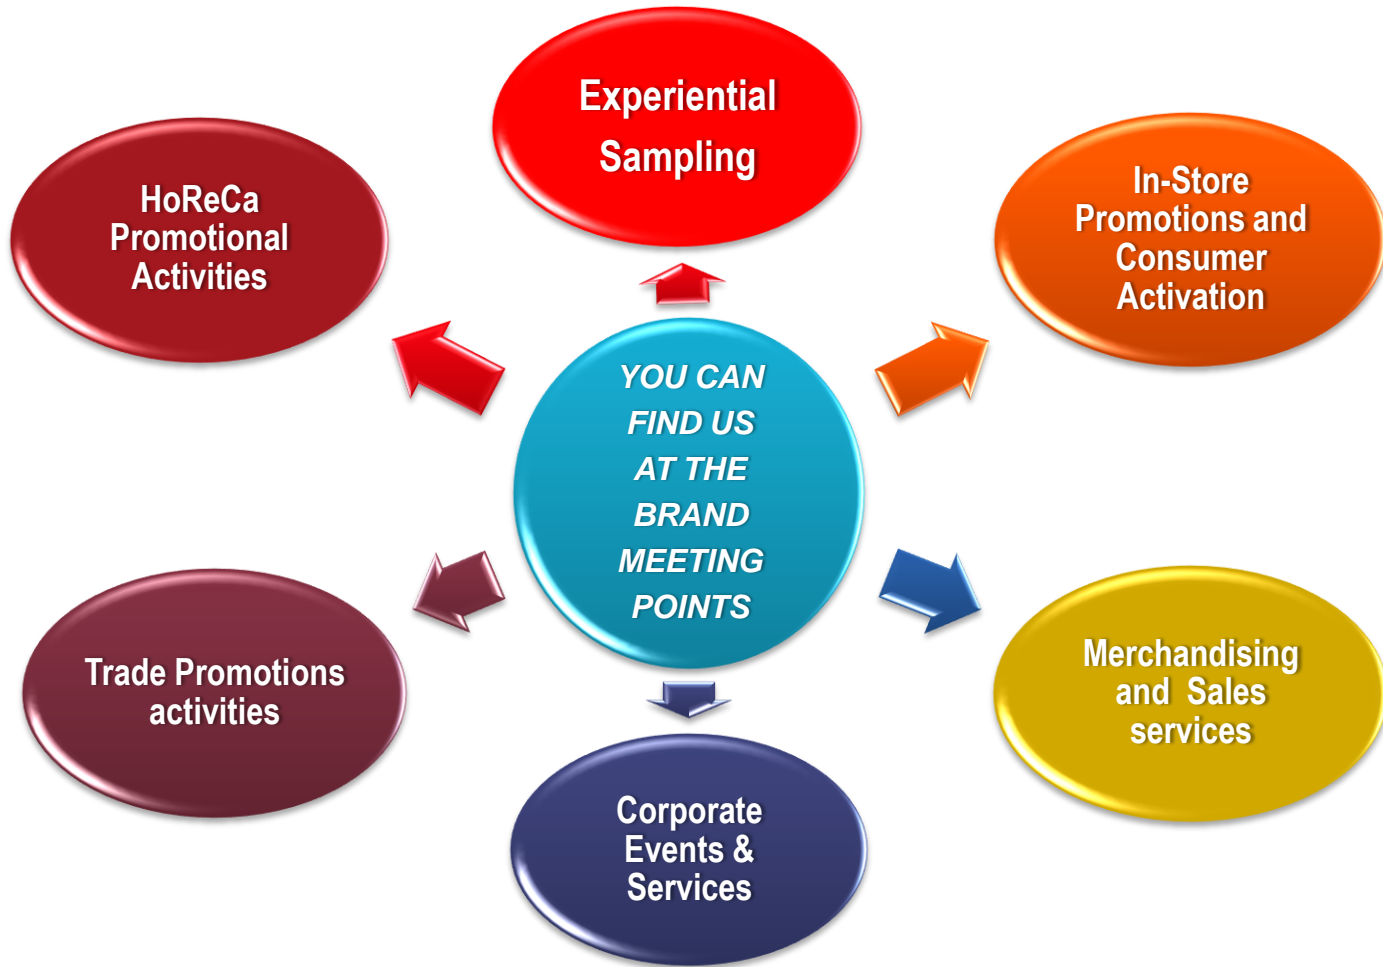 Experiential
Sampling
HoReCa
Promotional
Activities
In-Store
Promotions and
Consumer
Activation
YOU CAN
FIND US
AT THE
BRAND
MEETING
POINTS
Trade Promotions
activities
Merchandising
and  Sales
services
Corporate
Events &
Services